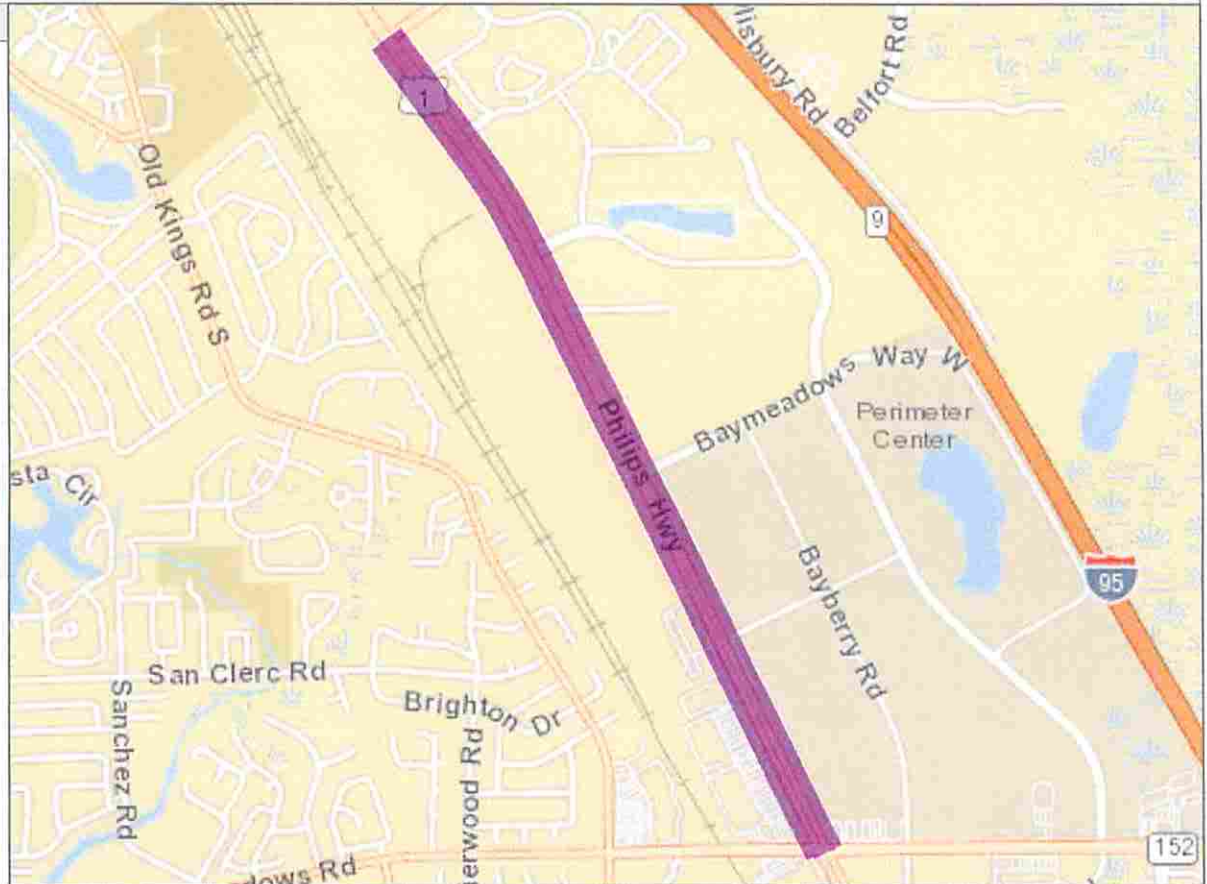 1
lisbury Rd
Belfort Rd
Old Kings Rd S
9
Baymeadows Way W
Perimeter
Center
Philips Hwy
sta Cir
Bayberry Rd
95
San Clerc Rd
Brighton Dr
Sanchez Rd
erwood Rd
152
dows Rd